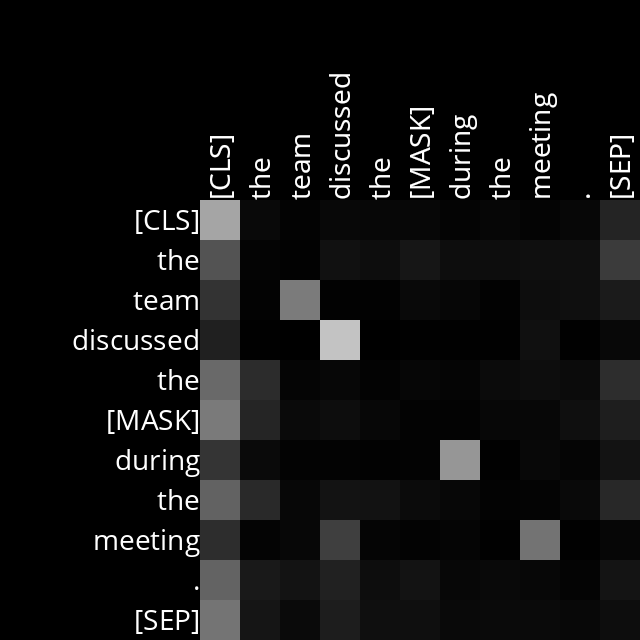 [CLS] the team discussed the [MASK] during the meeting . [SEP]
[CLS]
the
team
discussed
the
[MASK]
during
the
meeting
.
[SEP]